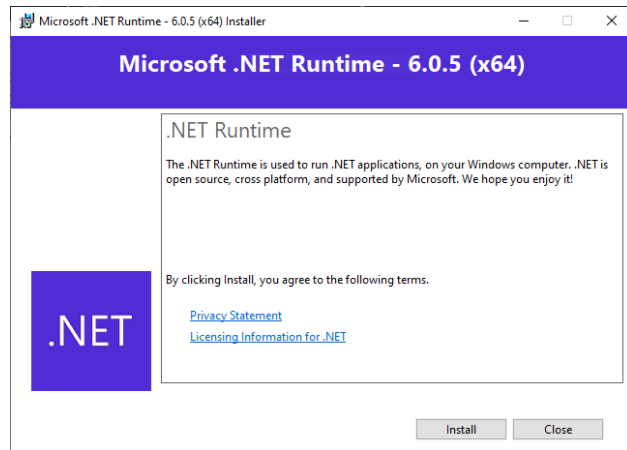 Microsoft .NET Runtime - 6.0.5 (x64) Installer
Microsoft .NET Runtime - 6.0.5 (x64)
.NET Runtime
The .NET Runtime is used to run .NET applications, on your Windows computer. .NET is
open source, cross platform, and supported by Microsoft. We hope you enjoy it!
By clicking Install, you agree to the following terms.
Privacy Statement
Licensing Information for .NET
.NET
Install
Close